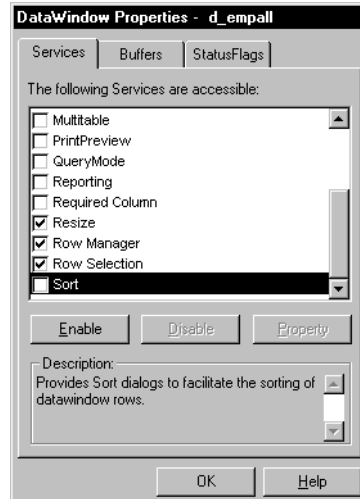 DataWindow Properties - d_empall
Services
Buffers
StatusFlags
The following Services are accessible:
Multitable
PrintPreview
QueryMode
Reporting
Required Column
Resize
Row Manager
Row Selection
Sort
Enable
Disable
Property
Description:
Provides Sort dialogs to facilitate the sorting of
datawindow rows.
OK
Help